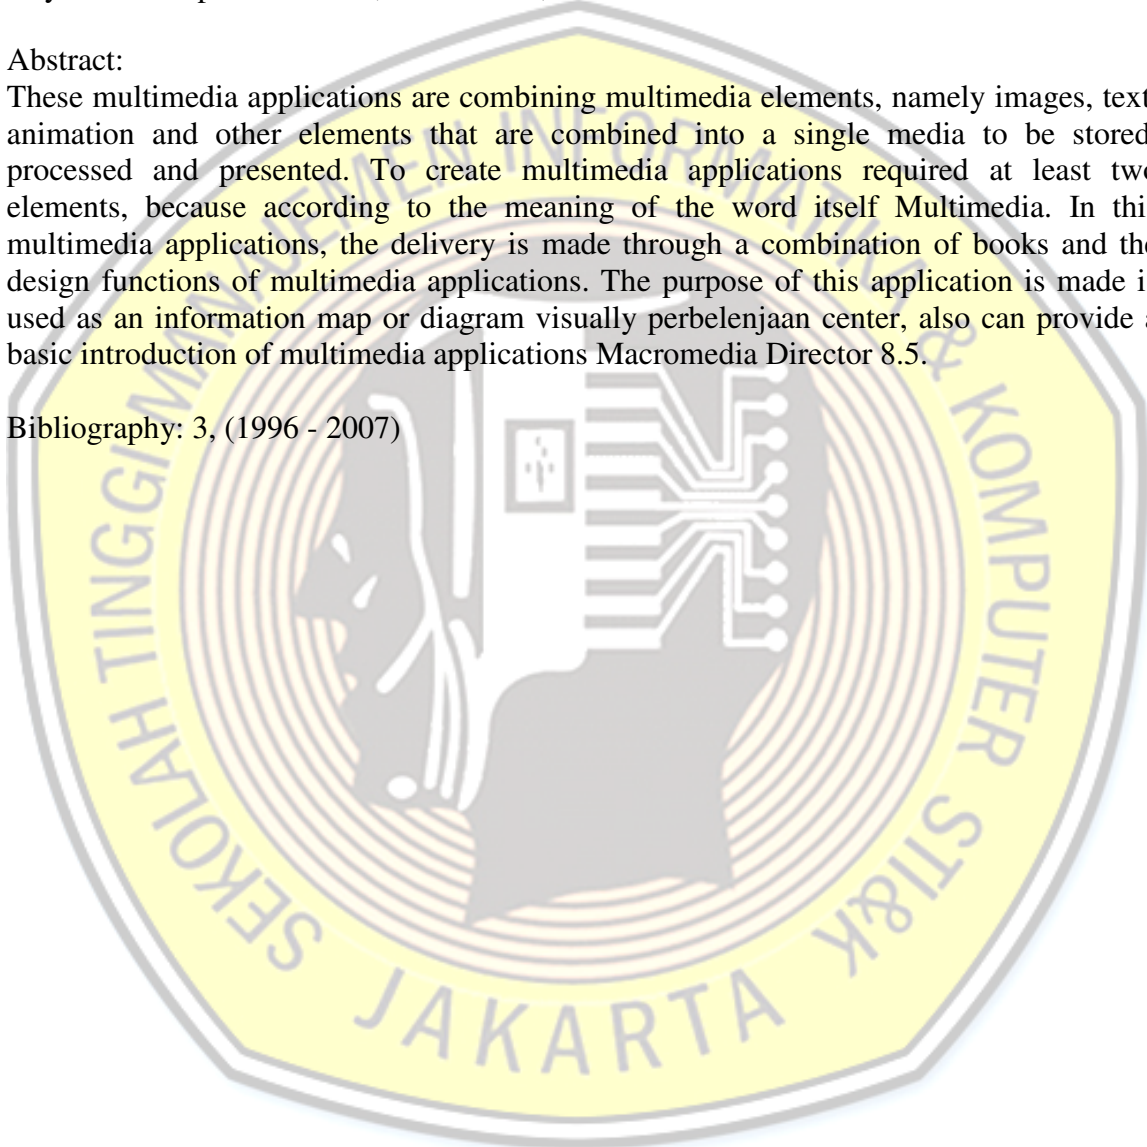 Abstract:
These multimedia applications are combining multimedia elements, namely images, text
animation and other elements that are combined into a single media to be stored
processed and presented. To create multimedia applications required at least two
elements, because according to the meaning of the word itself Multimedia. In thi
multimedia applications, the delivery is made through a combination of books and the
design functions of multimedia applications. The purpose of this application is made i
used as an information map or diagram visually perbelenjaan center, also can provide a
basic introduction of multimedia applications Macromedia Director 8.5.
Bibliography: 3, (1996 - 2007)
SEKOLAH TINGGI MANAJEMEN INFORMATIKA & KOMPUTER STI&K
JAKARTA